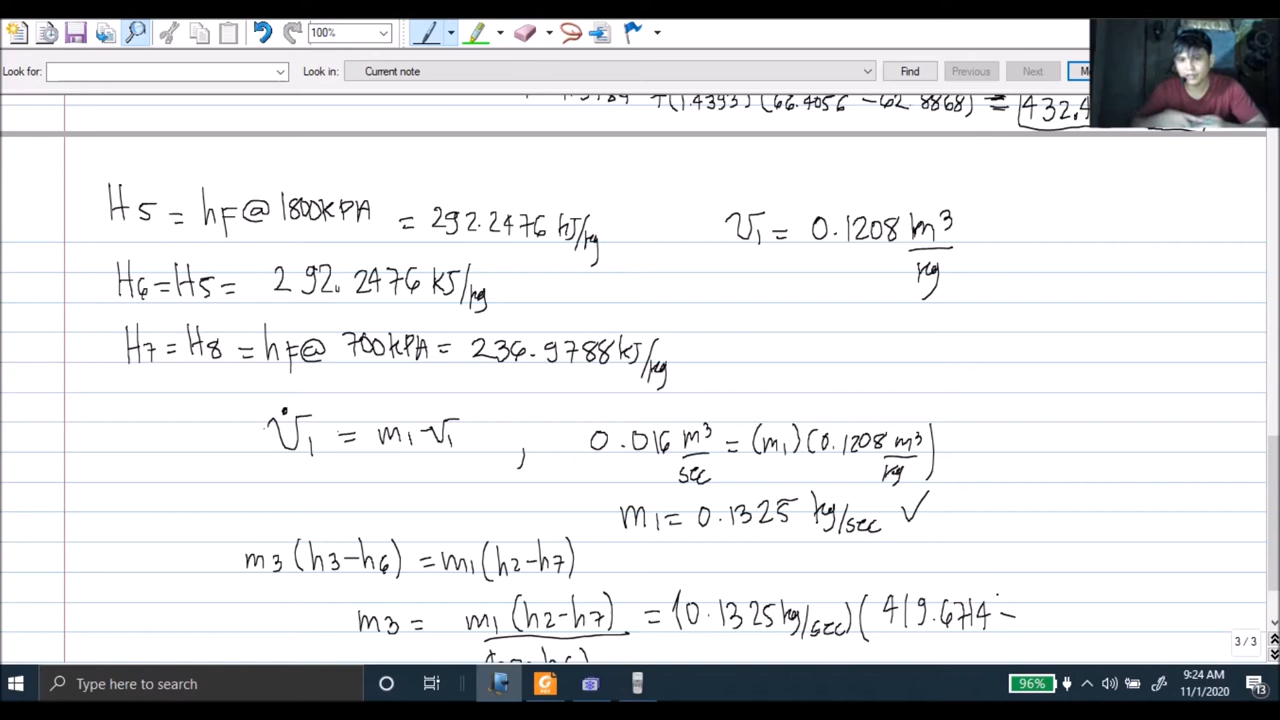 100%
Look for: Look in: Current note Find Previous Next
+(1.4393)(66.4056 -62.8868) = 432.4
H5 = hF@ 1800KPA = 292.2476 kJ/kg
V1 = 0.1208 m3/kg
H6=H5= 292.2476 KJ/kg
H7=H8 = hF@ 700KPA= 236.9788KJ/kg
V̇1 = m1 v1 , 0.016 m3/sec = (m1)(0.1208 m3/kg)
m1= 0.1325 kg/sec ✓
m3(h3-h6) =m1(h2-h7)
m3 = m1(h2-h7) = (0.1325kg/sec)(419.6714 -
3/3
Type here to search
96%
9:24 AM
11/1/2020
13